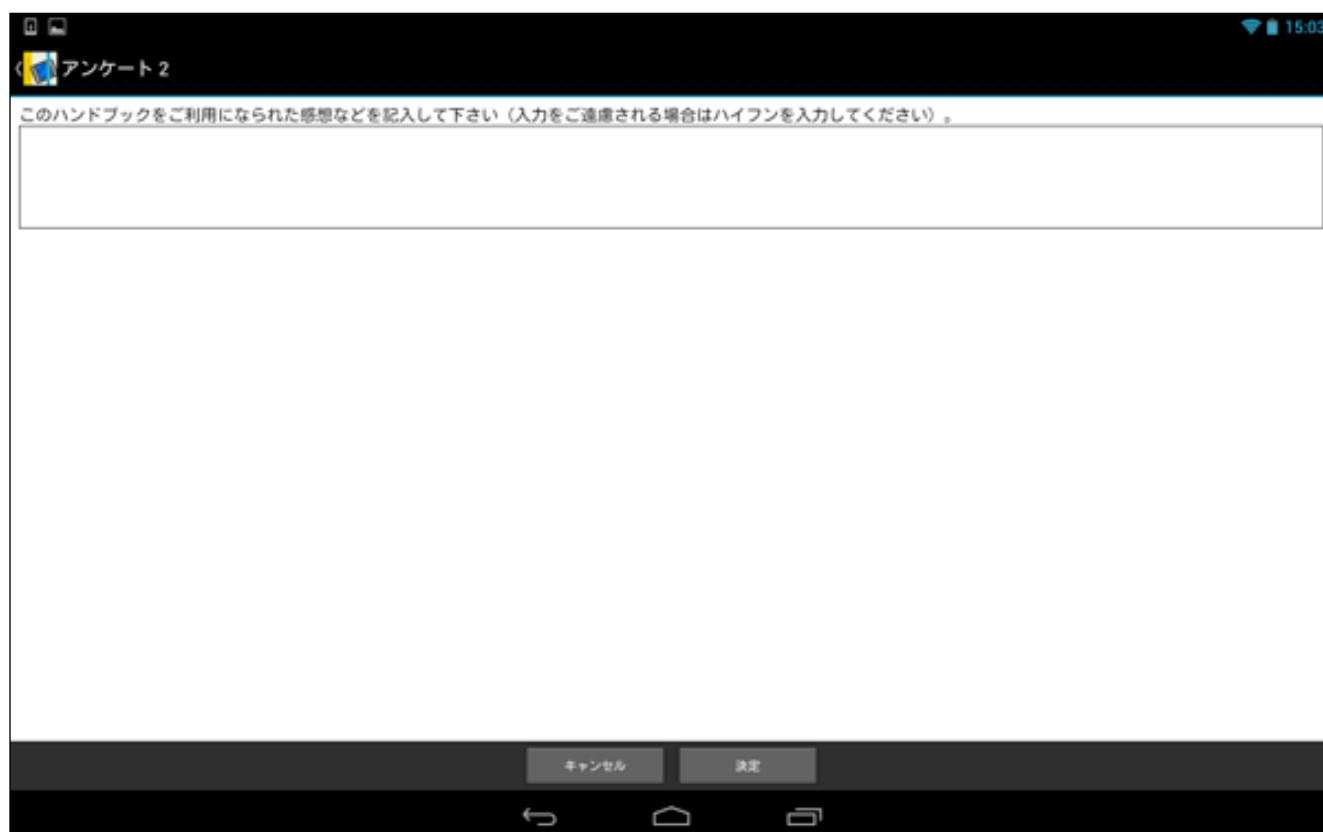 15:03
アンケート 2
このハンドブックをご利用になられた感想などを記入して下さい（入力をご遠慮される場合はハイフンを入力してください）。
キャンセル
決定